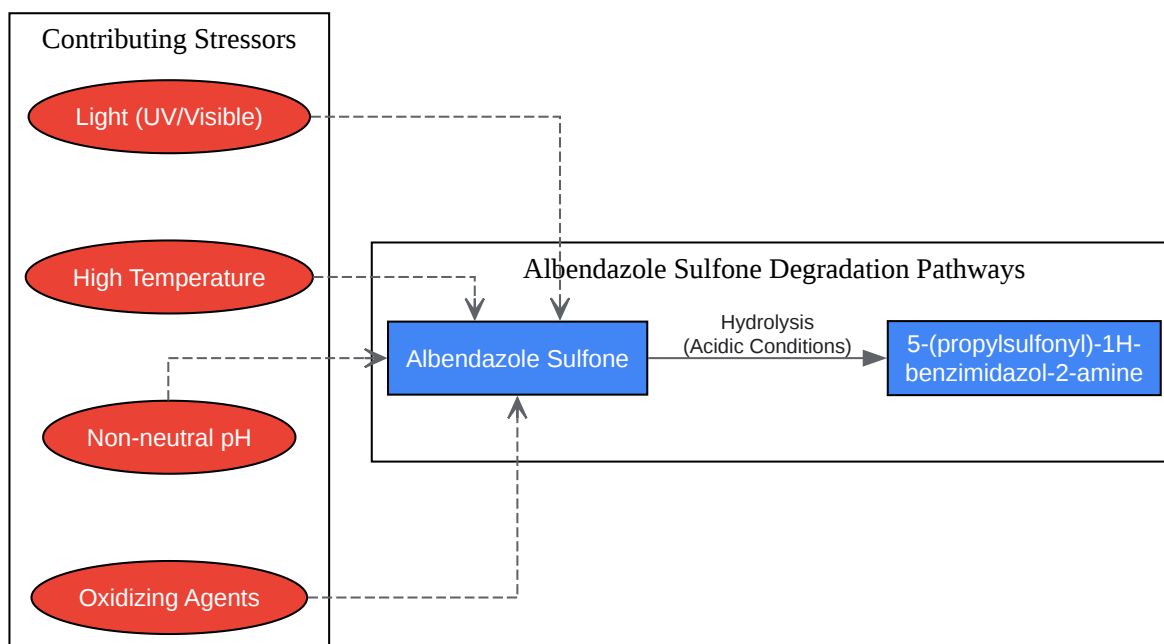 Contributing Stressors
Light (UV/Visible)
High Temperature
Non-neutral pH
Oxidizing Agents
Albendazole Sulfone Degradation Pathways
Albendazole Sulfone
Hydrolysis
(Acidic Conditions)
5-(propylsulfonyl)-1H-
benzimidazol-2-amine